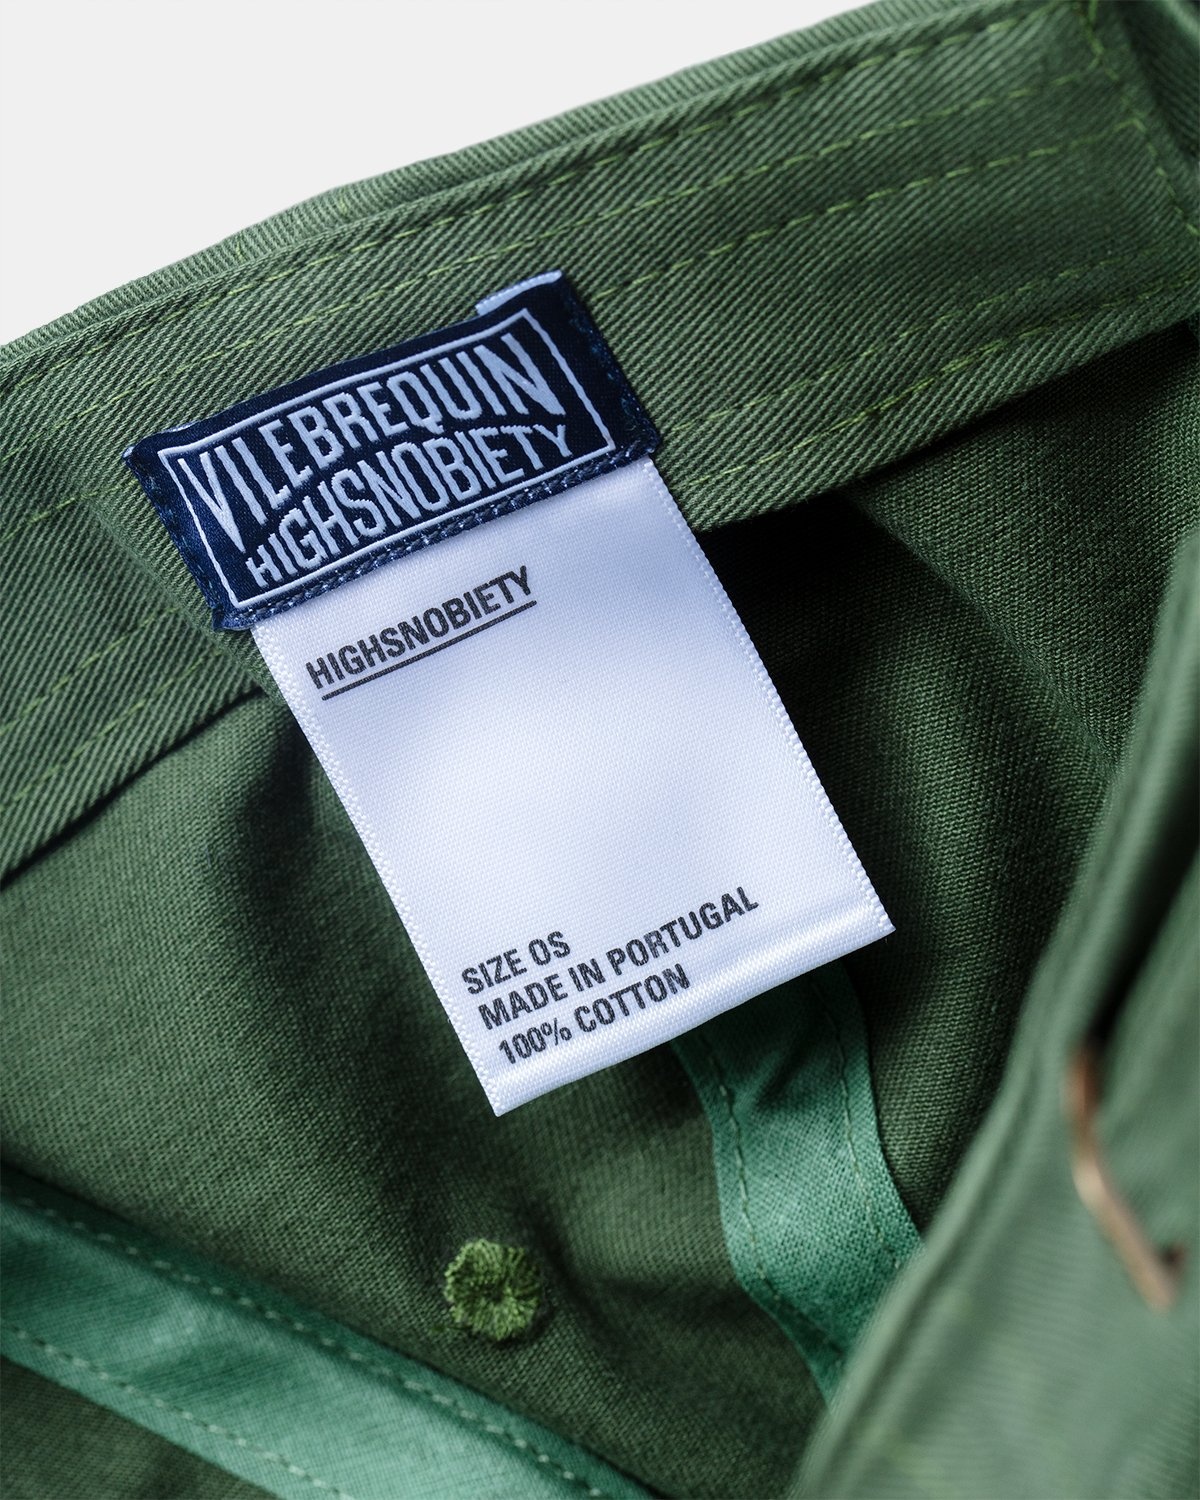 VILEBREQUIN
HIGHSNOBIETY
HIGHSNOBIETY
SIZE OS
MADE IN PORTUGAL
100% COTTON